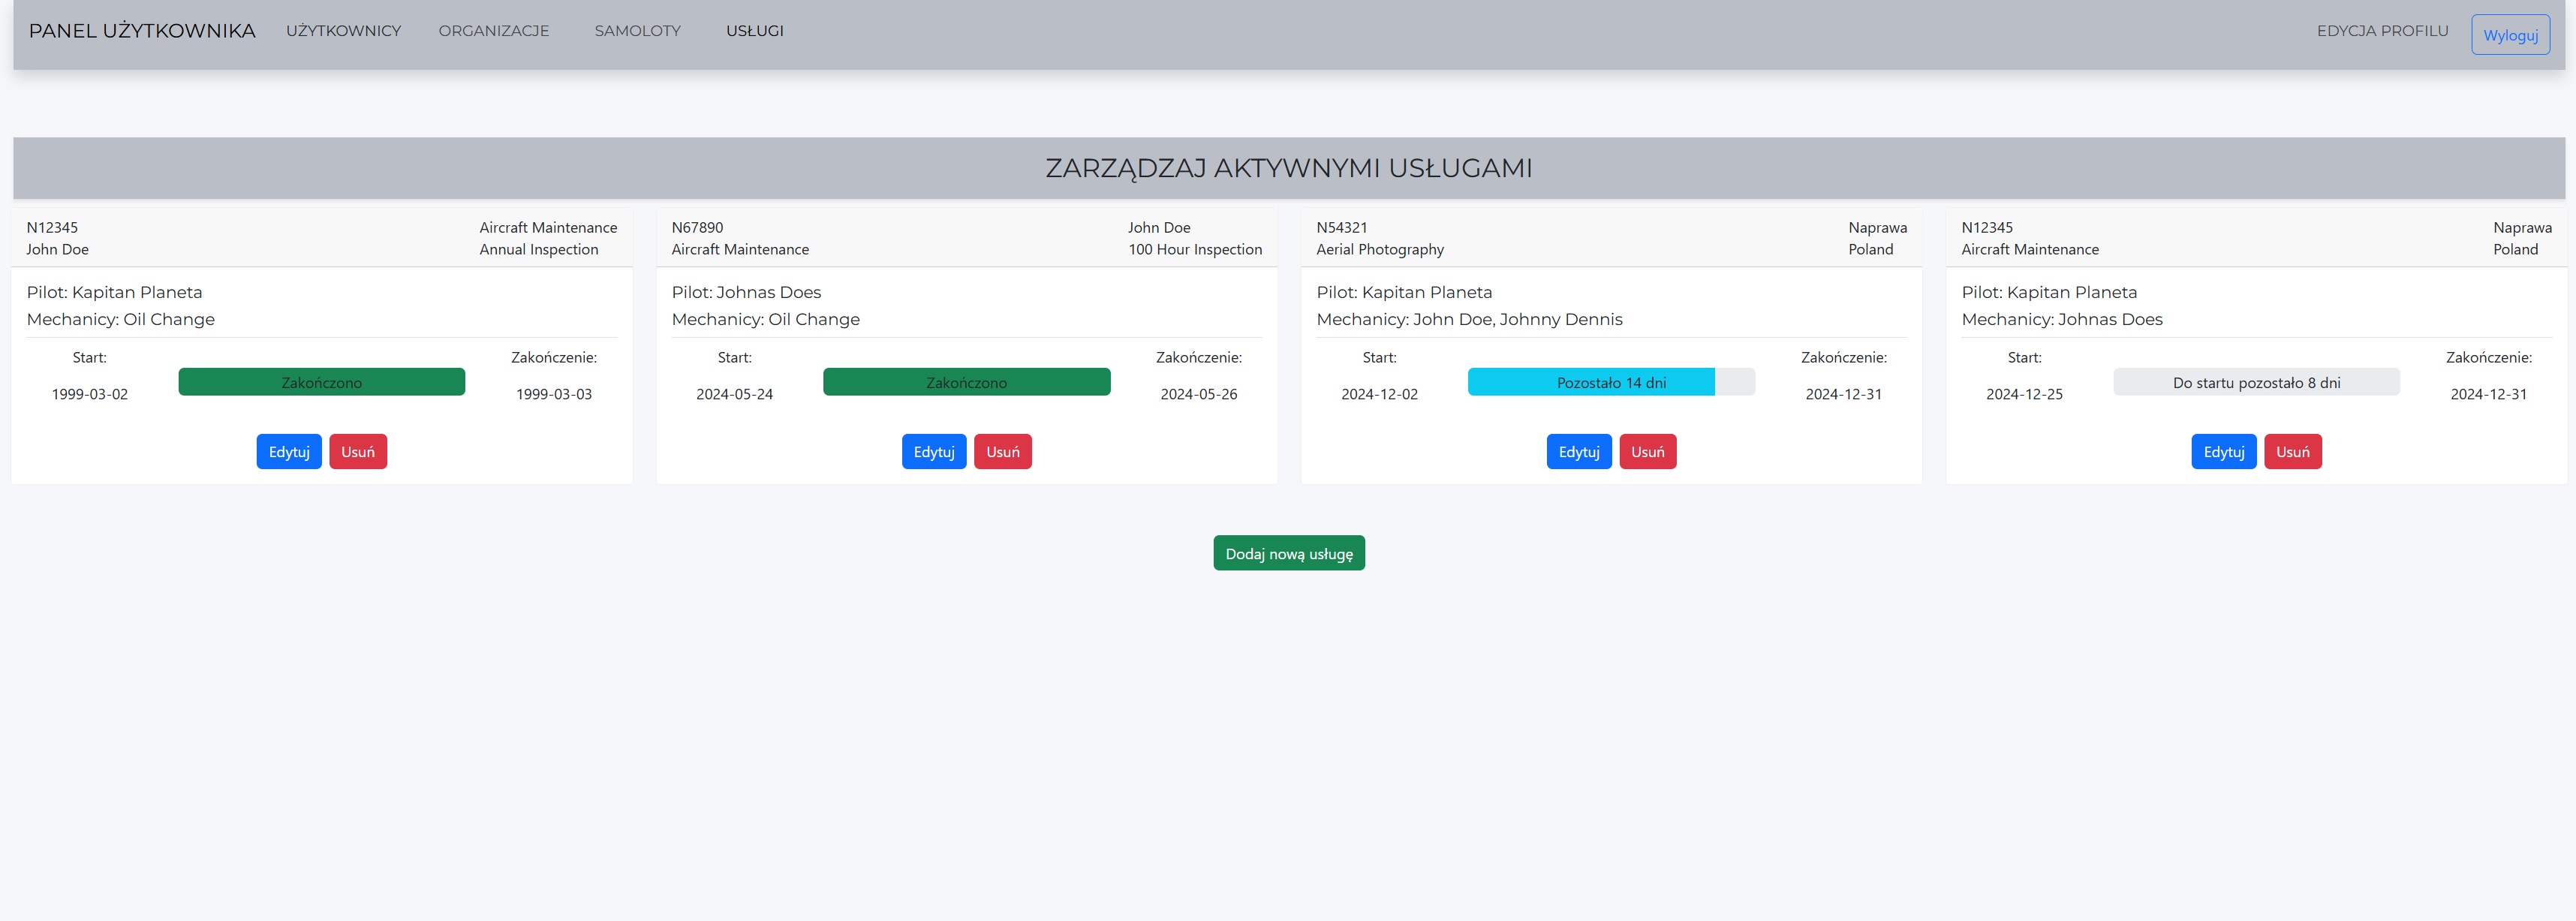 PANEL UŻYTKOWNIKA UŻYTKOWNICY ORGANIZACJE SAMOLOTY USŁUGI EDYCJA PROFILU Wyloguj
ZARZĄDZAJ AKTYWNYMI USŁUGAMI
N12345 Aircraft Maintenance
John Doe Annual Inspection
Pilot: Kapitan Planeta
Mechanicy: Oil Change
Start: Zakończenie:
Zakończono
1999-03-02 1999-03-03
Edytuj Usuń
N67890 John Doe
Aircraft Maintenance 100 Hour Inspection
Pilot: Johnas Does
Mechanicy: Oil Change
Start: Zakończenie:
Zakończono
2024-05-24 2024-05-26
Edytuj Usuń
N54321 Naprawa
Aerial Photography Poland
Pilot: Kapitan Planeta
Mechanicy: John Doe, Johnny Dennis
Start: Zakończenie:
Pozostało 14 dni
2024-12-02 2024-12-31
Edytuj Usuń
N12345 Naprawa
Aircraft Maintenance Poland
Pilot: Kapitan Planeta
Mechanicy: Johnas Does
Start: Zakończenie:
Do startu pozostało 8 dni
2024-12-25 2024-12-31
Edytuj Usuń
Dodaj nową usługę